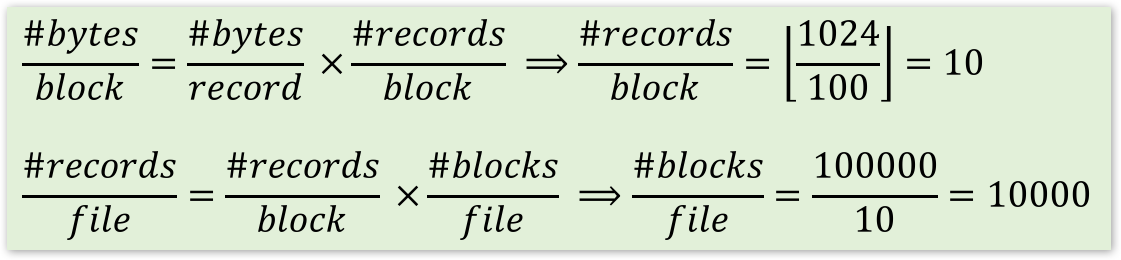 #bytes/block = #bytes/record × #records/block ⟹ #records/block = ⌊1024/100⌋ = 10
#records/file = #records/block × #blocks/file ⟹ #blocks/file = 100000/10 = 10000